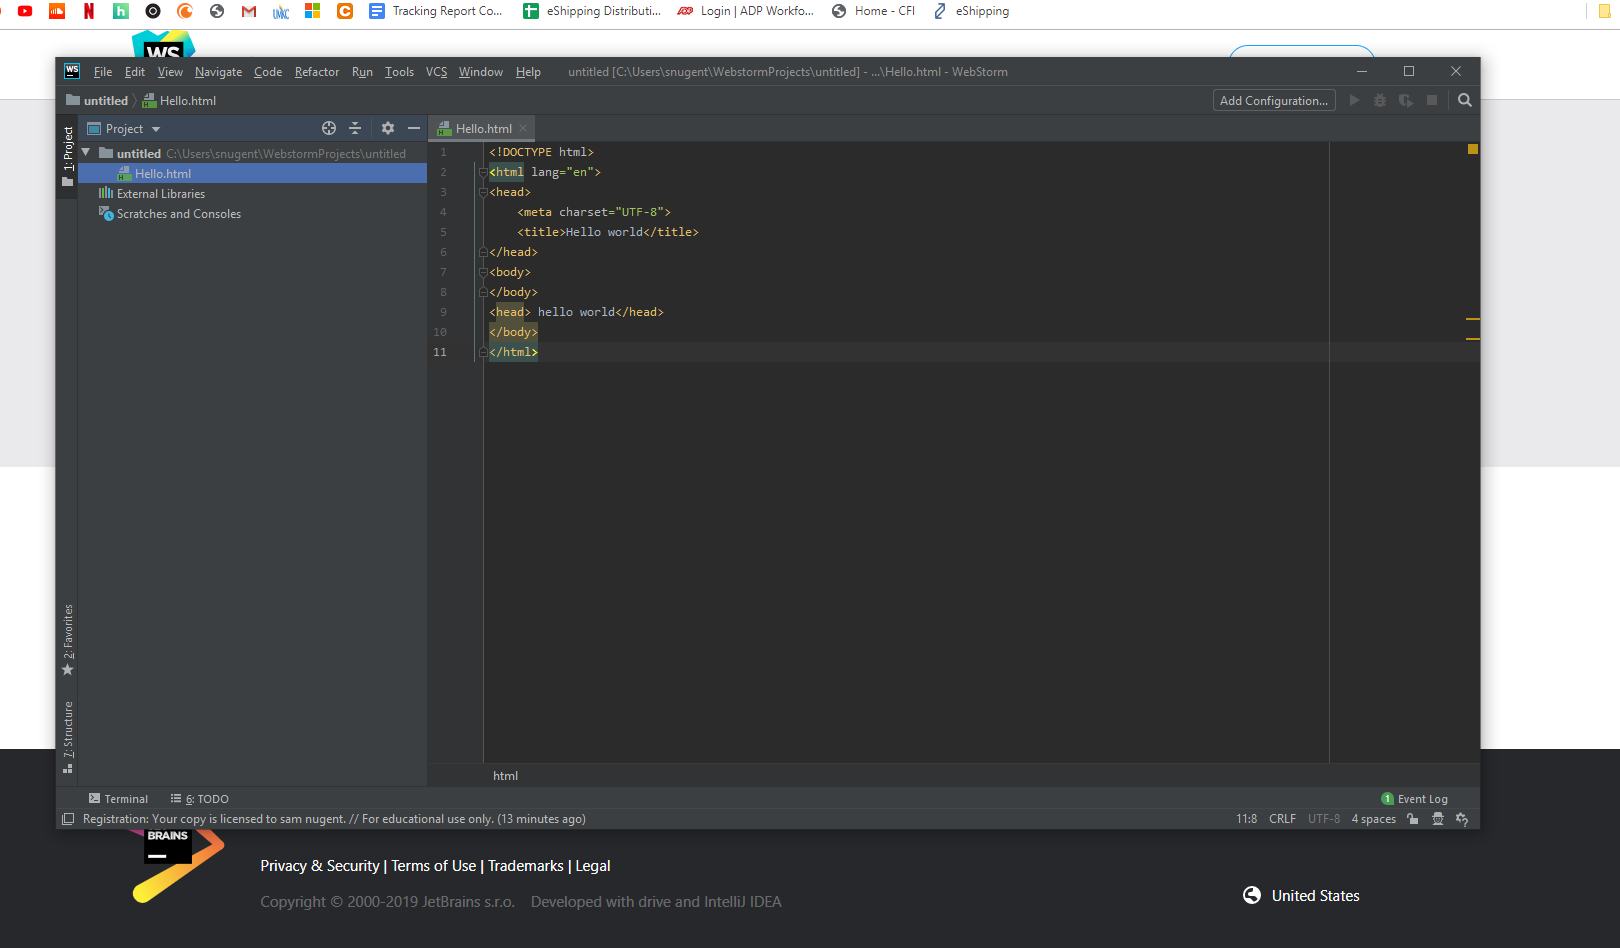 Tracking Report Co... eShipping Distributi... Login | ADP Workfo... Home - CFI eShipping
WS
WS File Edit View Navigate Code Refactor Run Tools VCS Window Help untitled [C:\Users\snugent\WebstormProjects\untitled] - ...\Hello.html - WebStorm
untitled Hello.html Add Configuration...
Project Hello.html
1: Project
untitled C:\Users\snugent\WebstormProjects\untitled
Hello.html
External Libraries
Scratches and Consoles
1 <!DOCTYPE html>
2 <html lang="en">
3 <head>
4 <meta charset="UTF-8">
5 <title>Hello world</title>
6 </head>
7 <body>
8 </body>
9 <head> hello world</head>
10 </body>
11 </html>
2: Favorites
7: Structure
html
Terminal 6: TODO 1 Event Log
Registration: Your copy is licensed to sam nugent. // For educational use only. (13 minutes ago) 11:8 CRLF UTF-8 4 spaces
BRAINS
Privacy & Security | Terms of Use | Trademarks | Legal
Copyright © 2000-2019 JetBrains s.r.o. Developed with drive and IntelliJ IDEA
United States